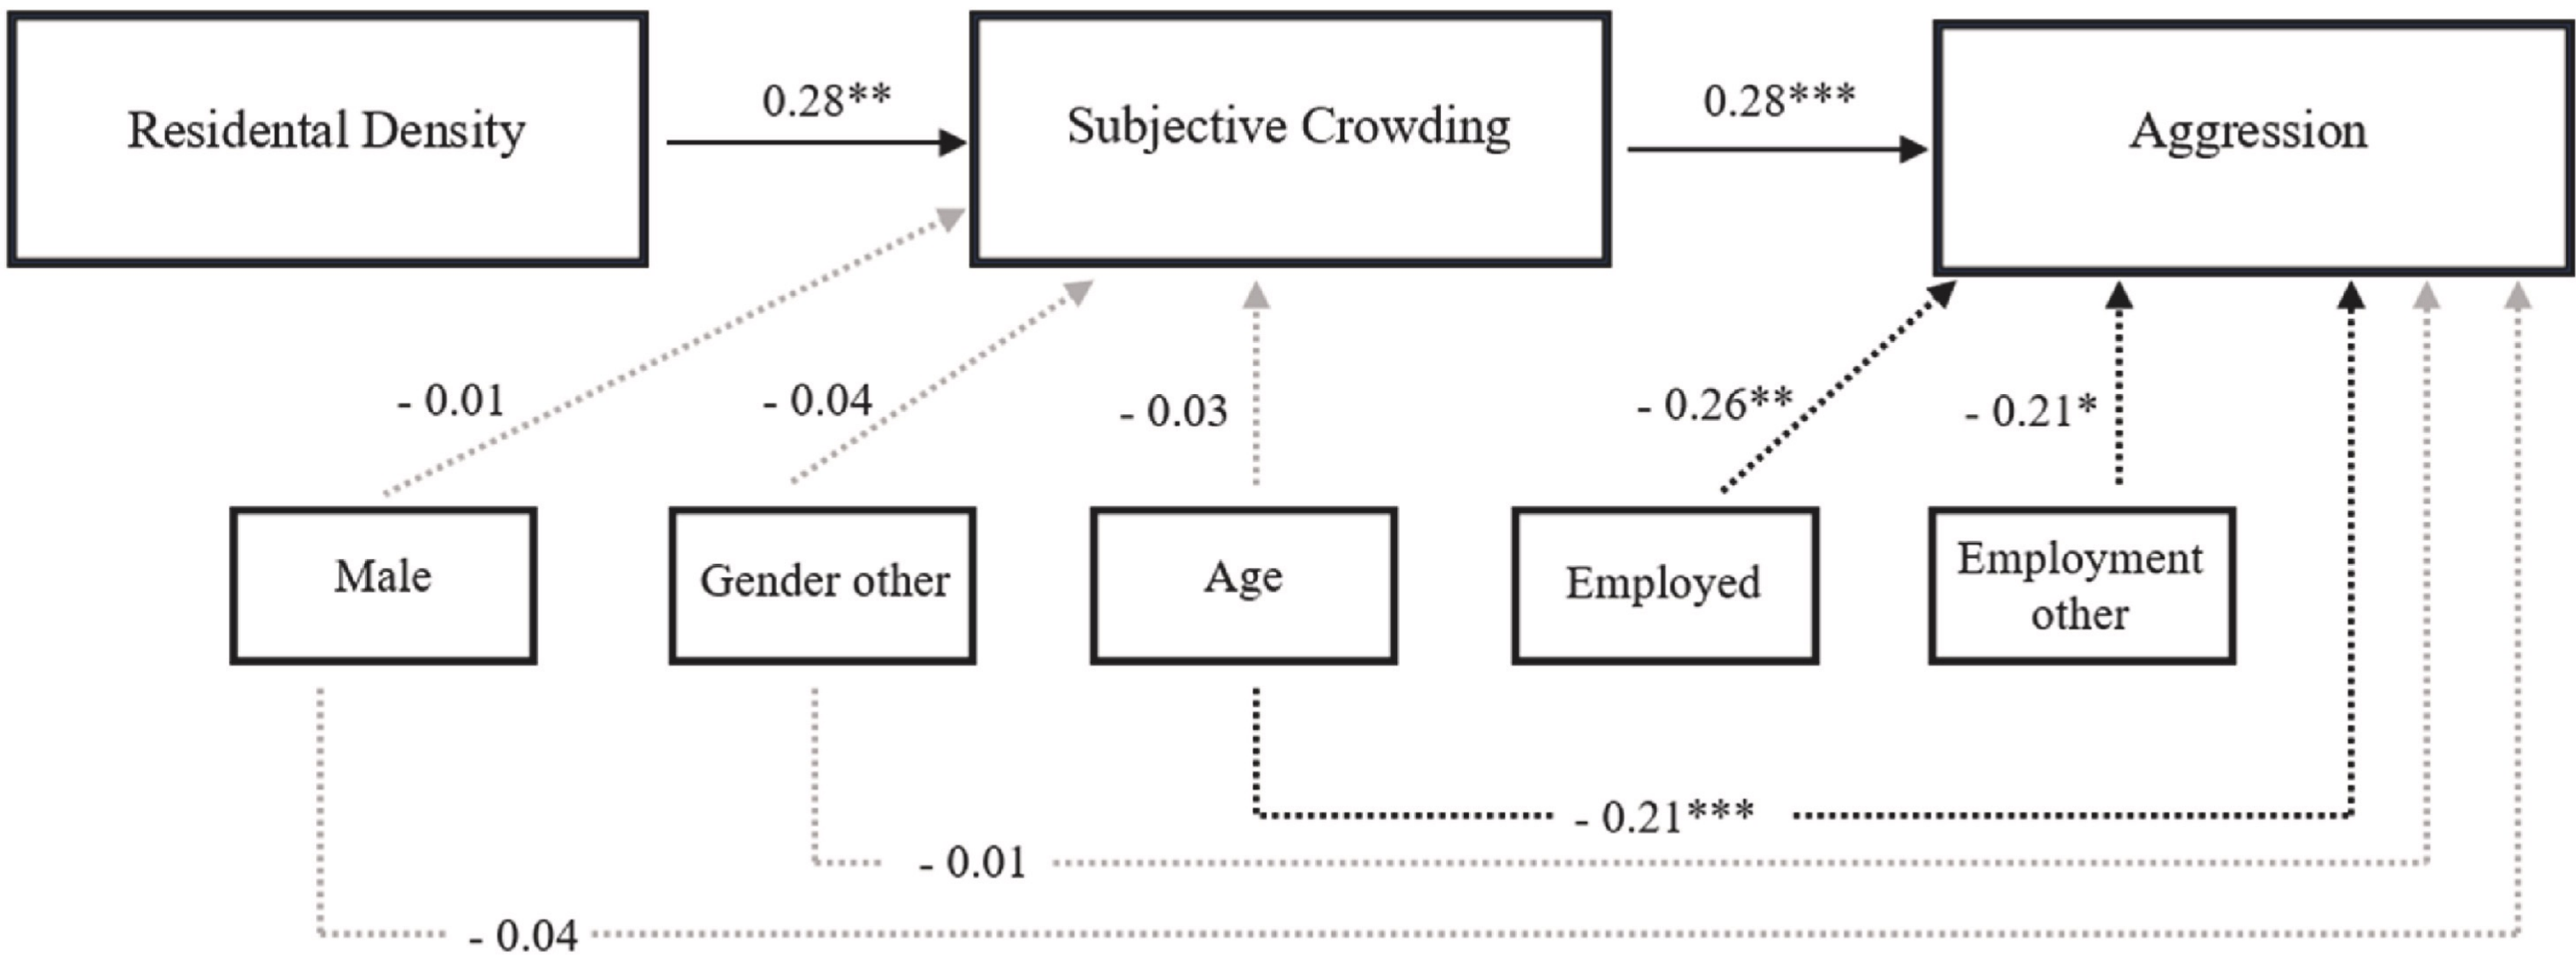 Residental Density
0.28**
Subjective Crowding
0.28***
Aggression
- 0.01
- 0.04
- 0.03
- 0.26**
- 0.21*
Male
Gender other
Age
Employed
Employment
other
- 0.21***
- 0.01
- 0.04